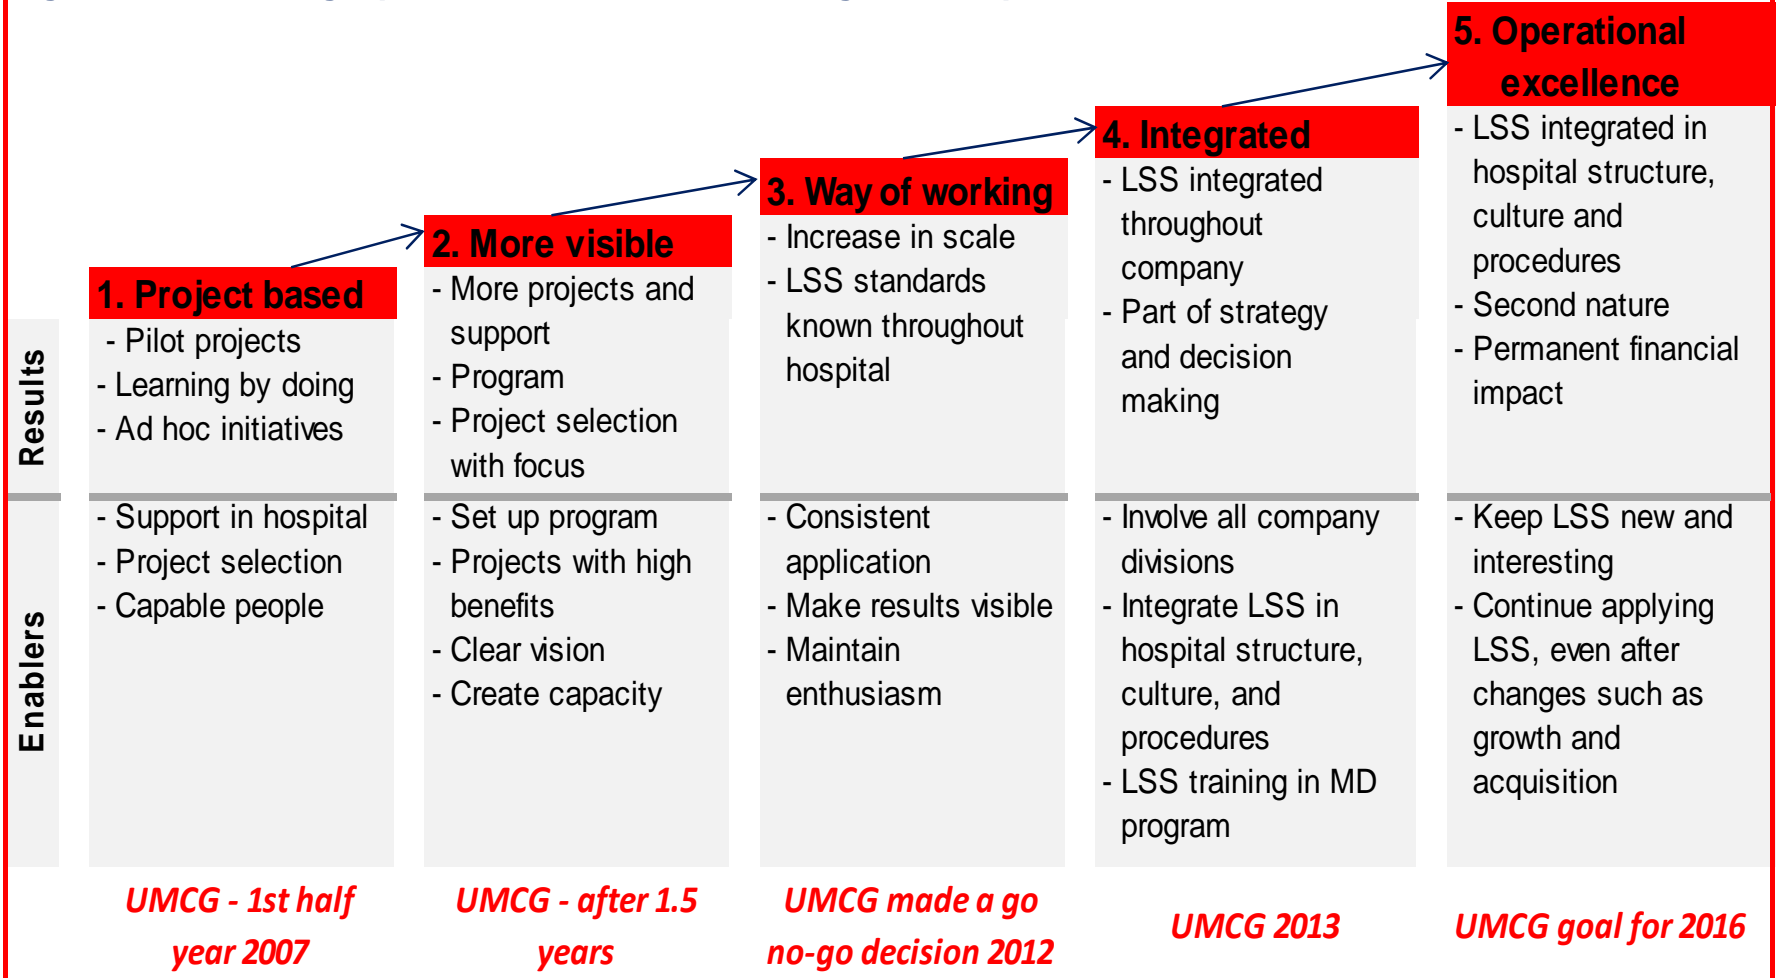 5. Operational
excellence
- LSS integrated in
hospital structure,
culture and
procedures
- Second nature
- Permanent financial
impact
4. Integrated
- LSS integrated
throughout
company
- Part of strategy
and decision
making
3. Way of working
- Increase in scale
- LSS standards
known throughout
hospital
2. More visible
- More projects and
support
- Program
- Project selection
with focus
1. Project based
- Pilot projects
- Learning by doing
- Ad hoc initiatives
Results
Enablers
- Support in hospital
- Project selection
- Capable people
- Set up program
- Projects with high
benefits
- Clear vision
- Create capacity
- Consistent
application
- Make results visible
- Maintain
enthusiasm
- Involve all company
divisions
- Integrate LSS in
hospital structure,
culture, and
procedures
- LSS training in MD
program
- Keep LSS new and
interesting
- Continue applying
LSS, even after
changes such as
growth and
acquisition
UMCG - 1st half
year 2007
UMCG - after 1.5
years
UMCG made a go
no-go decision 2012
UMCG 2013
UMCG goal for 2016